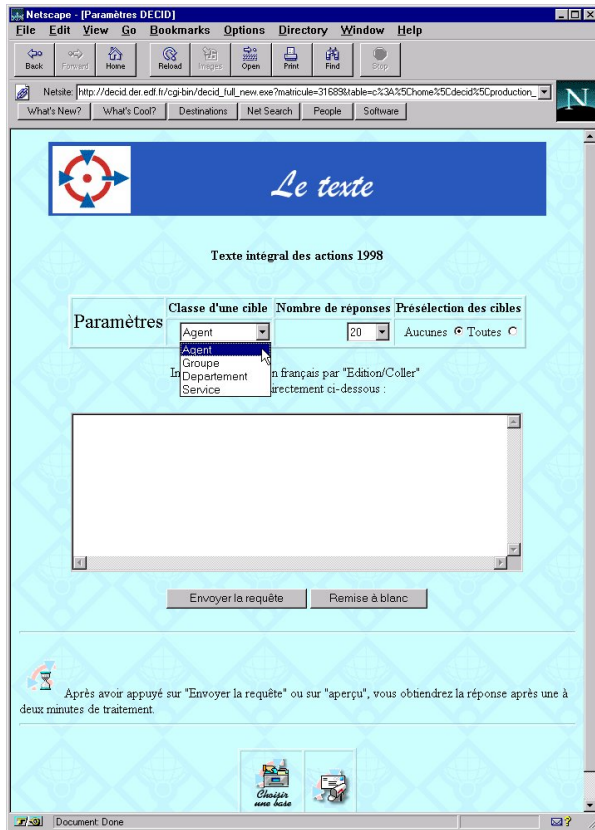 Netscape - [Paramètres DECID]
File Edit View Go Bookmarks Options Directory Window Help
Back Forward Home Reload Images Open Print Find Stop
Netsite: http://decid.der.edf.fr/cgi-bin/decid_full_new.exe?matricule=31689&table=c%3A%5Chome%5Cdecid%5Cproduction_
What's New? What's Cool? Destinations Net Search People Software
N
Le texte
Texte intégral des actions 1998
Paramètres
Classe d'une cible Nombre de réponses Présélection des cibles
Agent 20 Aucunes Toutes
Agent
Groupe
Departement
Service
In n français par "Edition/Coller"
rectement ci-dessous :
Envoyer la requête Remise à blanc
Après avoir appuyé sur "Envoyer la requête" ou sur "aperçu", vous obtiendrez la réponse après une à
deux minutes de traitement.
Choisir
une base
Document: Done